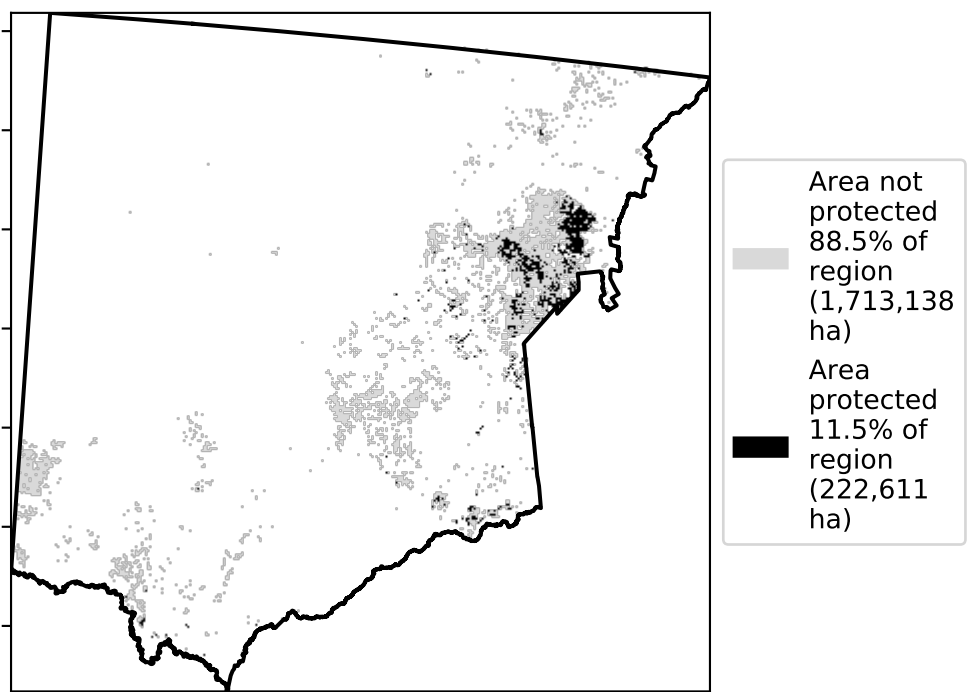 Area not
protected
88.5% of
region
(1,713,138
ha)
Area
protected
11.5% of
region
(222,611
ha)